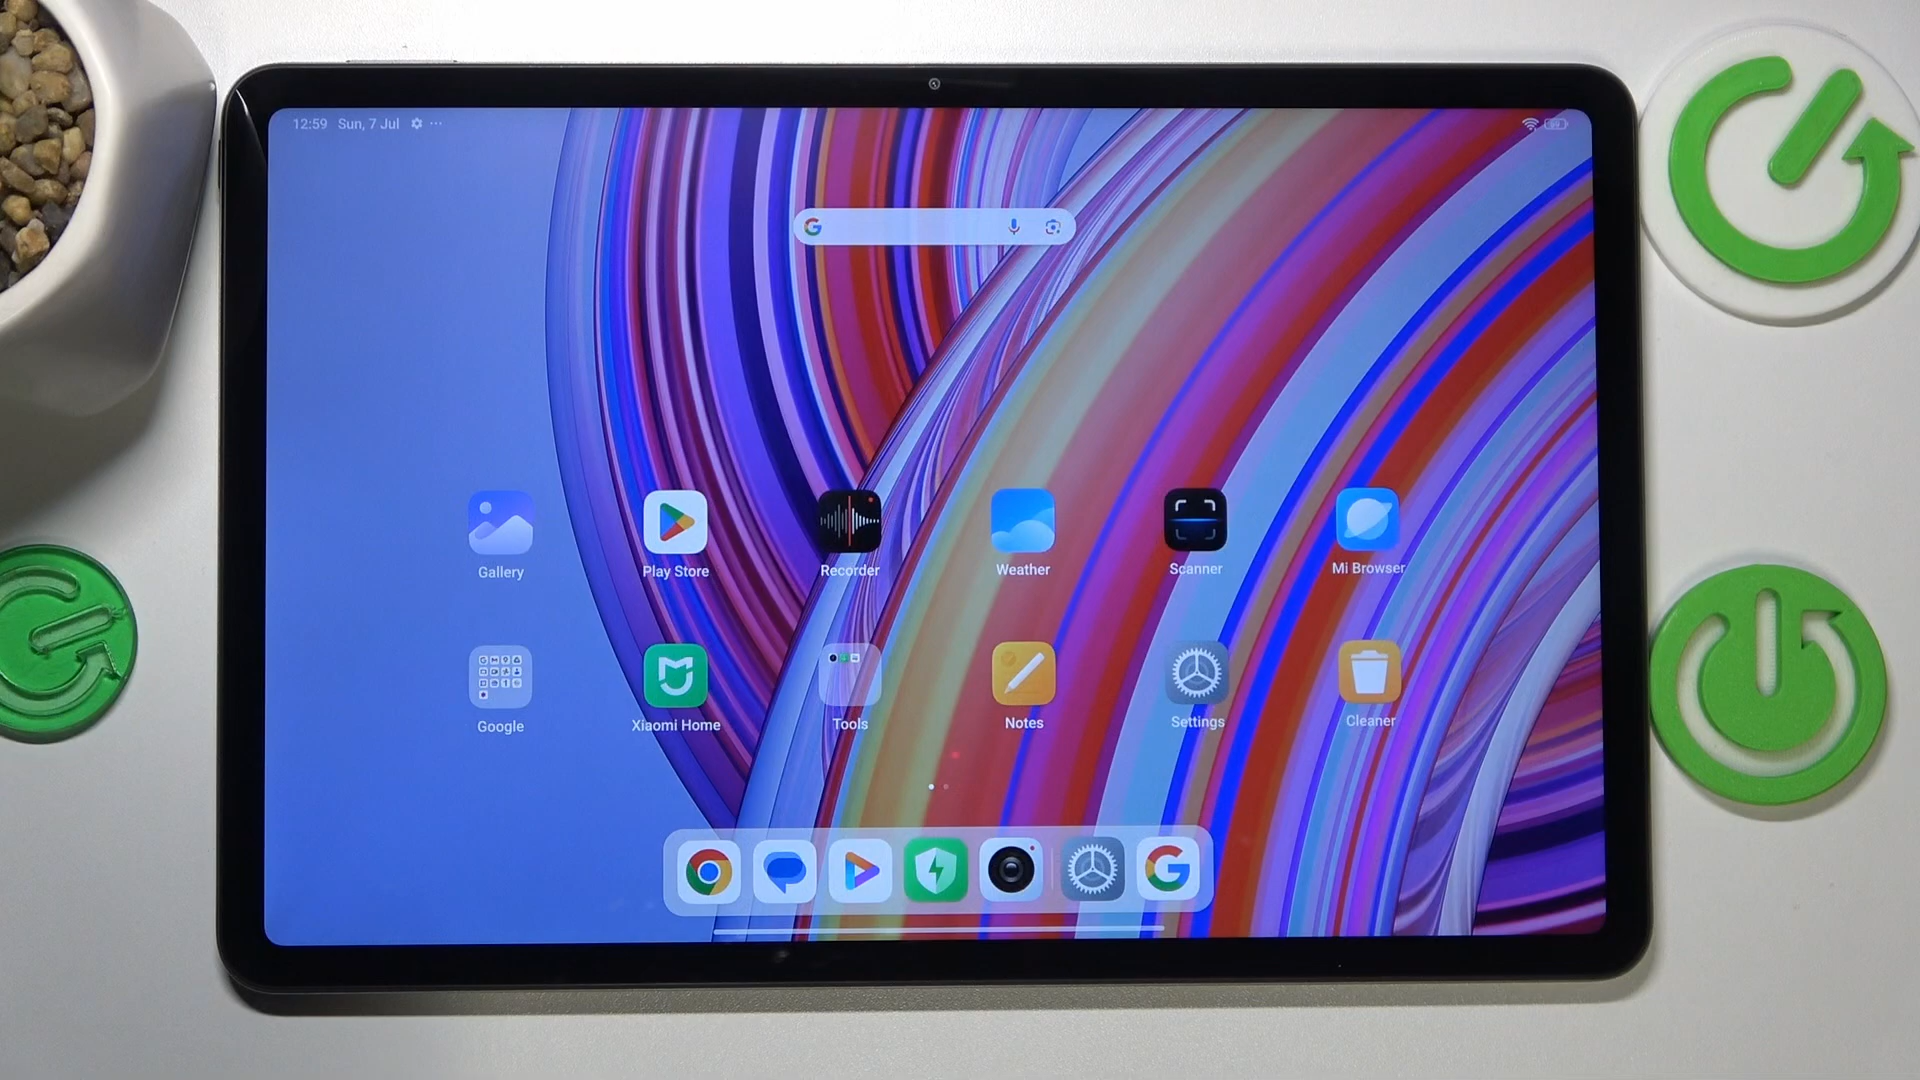 12:59 Sun, 7 Jul
Gallery Play Store Recorder Weather Scanner Mi Browser
Google Xiaomi Home Tools Notes Settings Cleaner